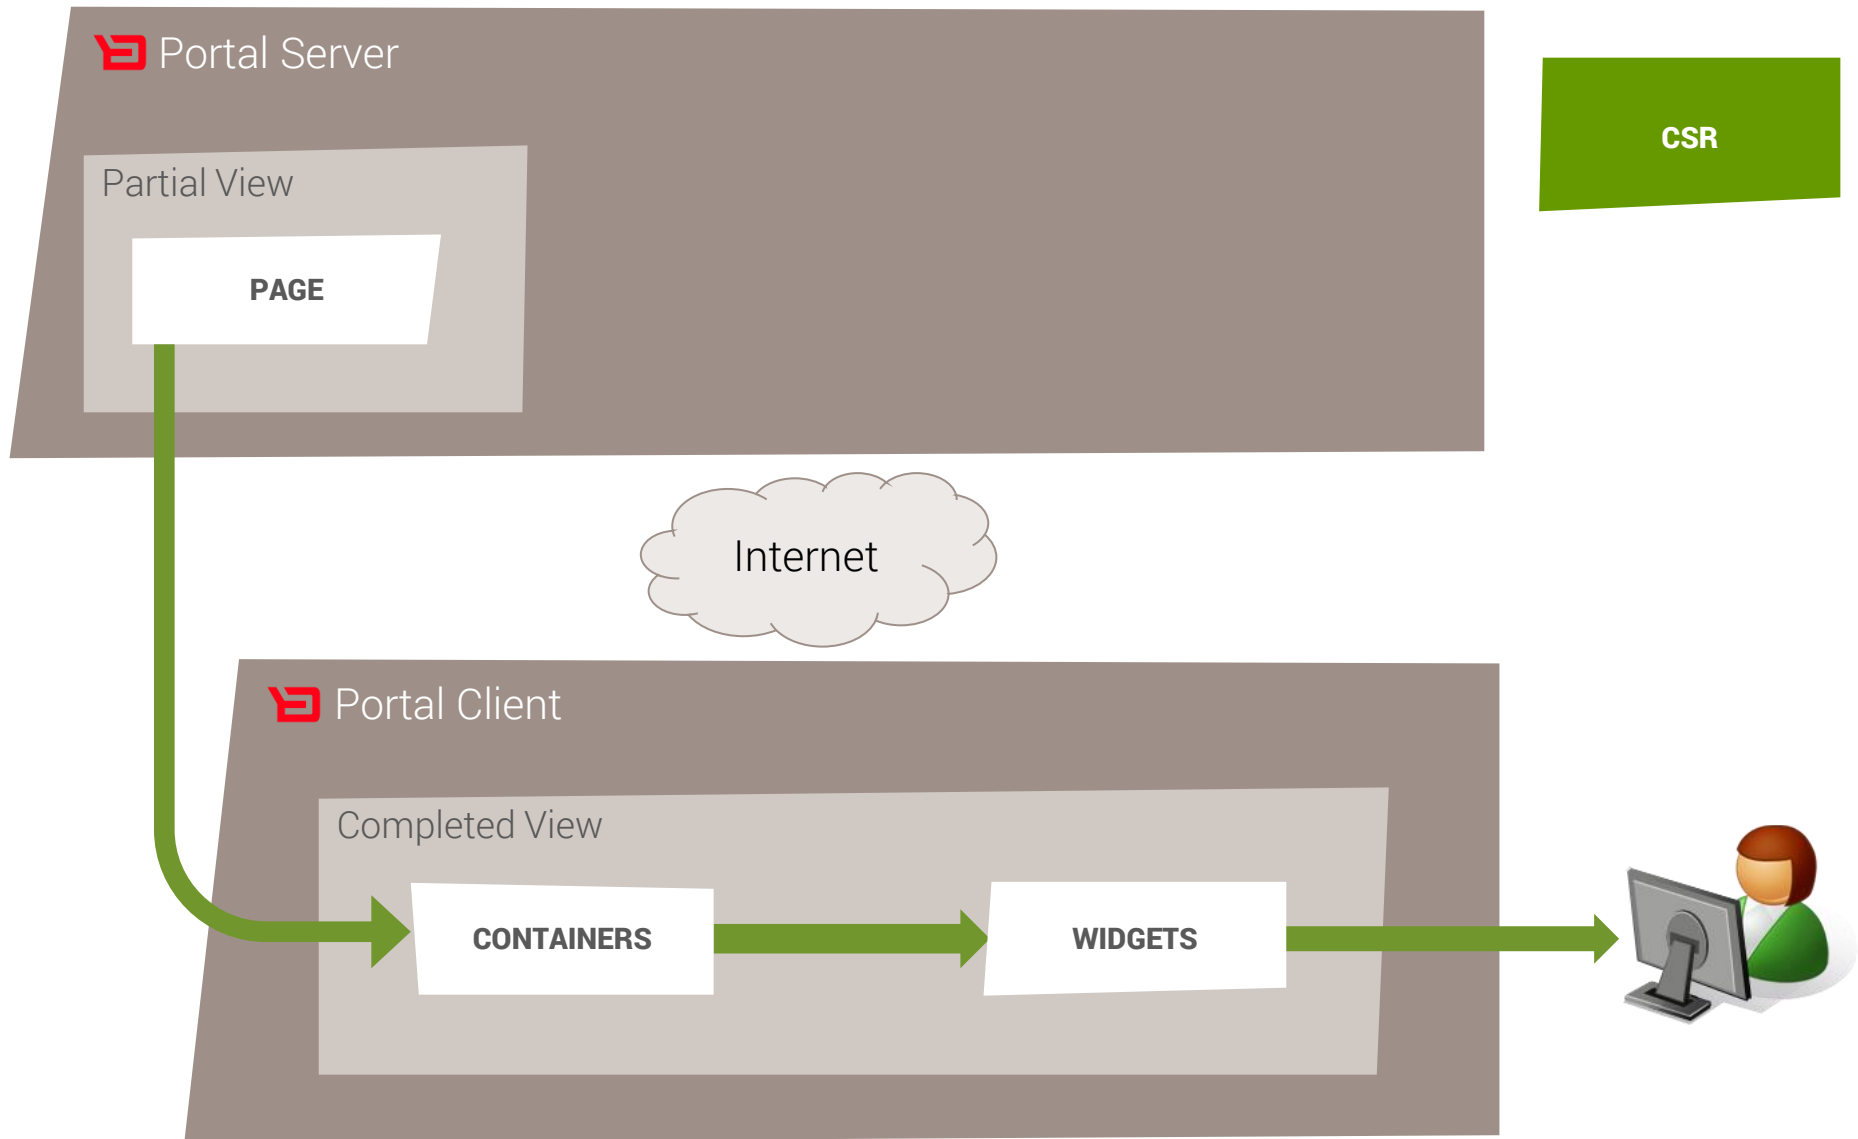 Portal Server
CSR
Partial View
PAGE
Internet
Portal Client
Completed View
CONTAINERS
WIDGETS